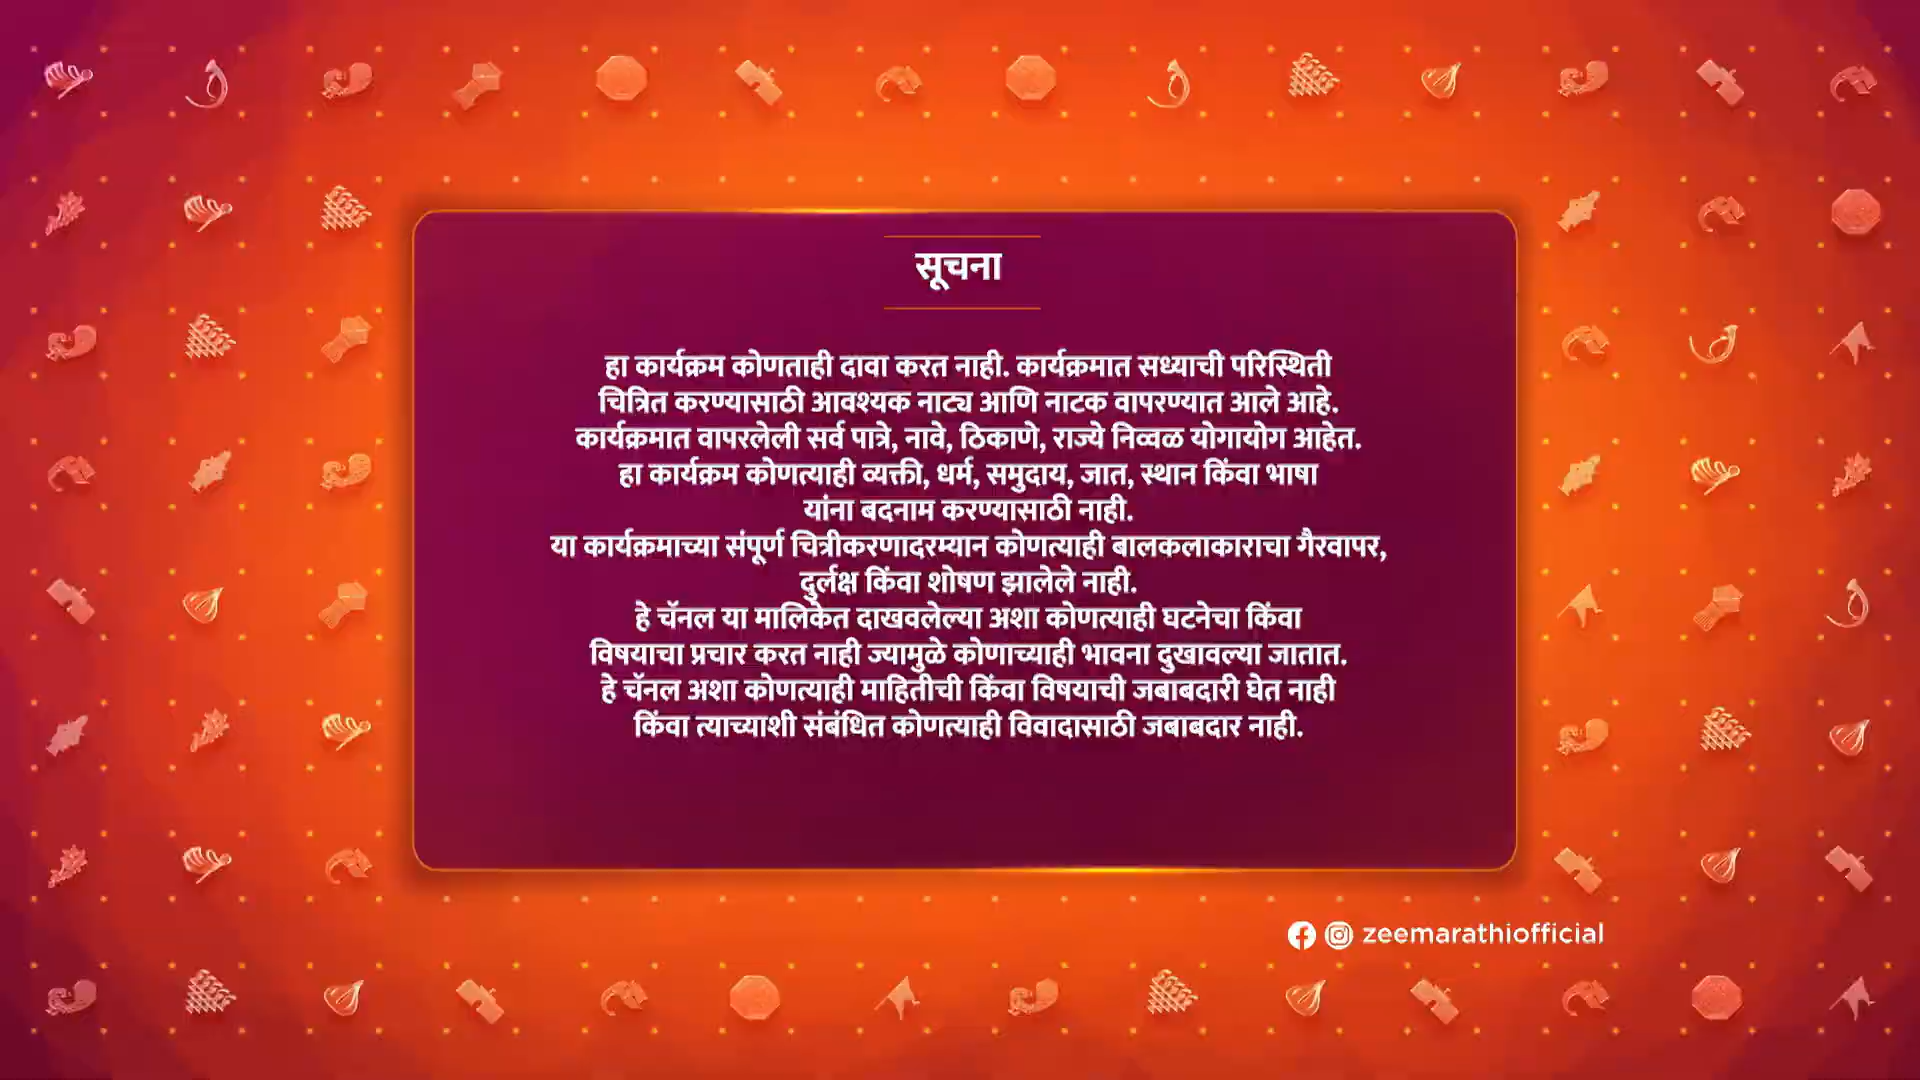 सूचना
हा कार्यक्रम कोणताही दावा करत नाही. कार्यक्रमात सध्याची परिस्थिती
चित्रित करण्यासाठी आवश्यक नाट्य आणि नाटक वापरण्यात आले आहे.
कार्यक्रमात वापरलेली सर्व पात्रे, नावे, ठिकाणे, राज्ये निव्वळ योगायोग आहेत.
हा कार्यक्रम कोणत्याही व्यक्ती, धर्म, समुदाय, जात, स्थान किंवा भाषा
यांना बदनाम करण्यासाठी नाही.
या कार्यक्रमाच्या संपूर्ण चित्रीकरणादरम्यान कोणत्याही बालकलाकाराचा गैरवापर,
दुर्लक्ष किंवा शोषण झालेले नाही.
हे चॅनल या मालिकेत दाखवलेल्या अशा कोणत्याही घटनेचा किंवा
विषयाचा प्रचार करत नाही ज्यामुळे कोणाच्याही भावना दुखावल्या जातात.
हे चॅनल अशा कोणत्याही माहितीची किंवा विषयाची जबाबदारी घेत नाही
किंवा त्याच्याशी संबंधित कोणत्याही विवादासाठी जबाबदार नाही.
zeemarathiofficial